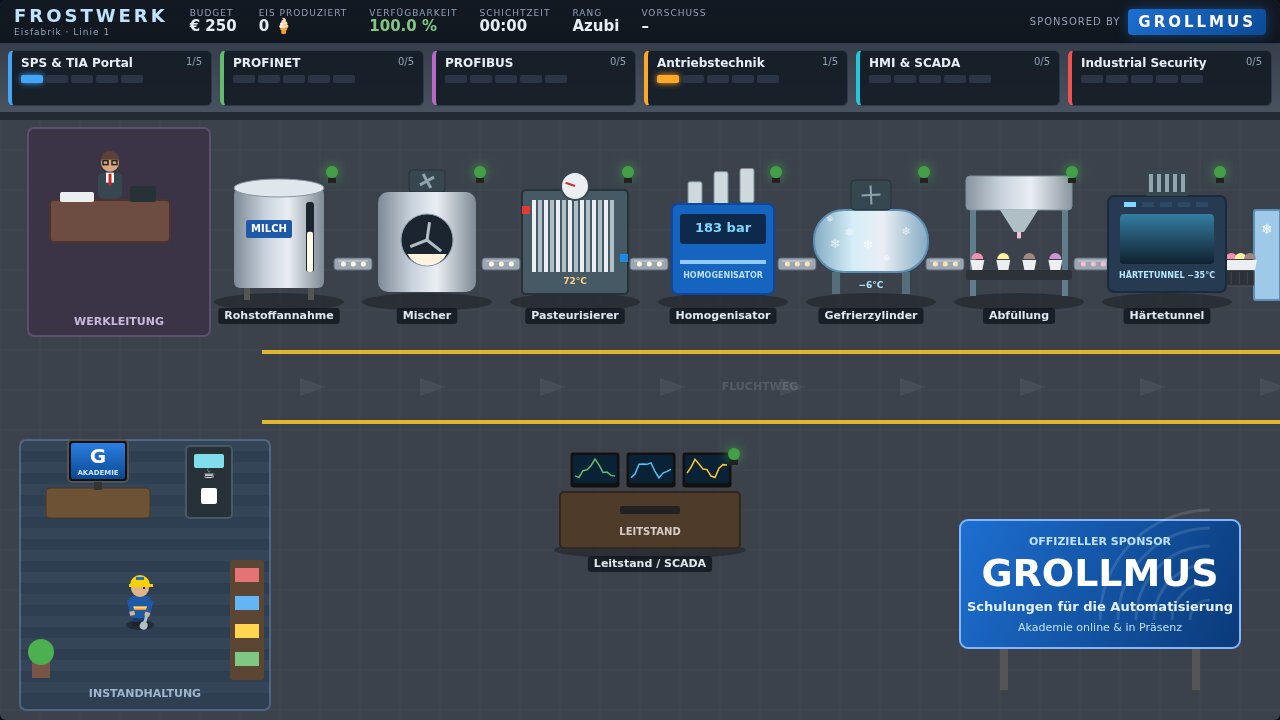 FROSTWERK
Eisfabrik · Linie 1
BUDGET
€ 250
EIS PRODUZIERT
0
VERFÜGBARKEIT
100.0 %
SCHICHTZEIT
00:00
RANG
Azubi
VORSCHUSS
–
SPONSORED BY
GROLLMUS
SPS & TIA Portal 1/5
PROFINET 0/5
PROFIBUS 0/5
Antriebstechnik 1/5
HMI & SCADA 0/5
Industrial Security 0/5
WERKLEITUNG
MILCH
Rohstoffannahme
Mischer
72°C
Pasteurisierer
183 bar
HOMOGENISATOR
Homogenisator
−6°C
Gefrierzylinder
Abfüllung
HÄRTETUNNEL −35°C
Härtetunnel
FLUCHTWEG
G
AKADEMIE
INSTANDHALTUNG
LEITSTAND
Leitstand / SCADA
OFFIZIELLER SPONSOR
GROLLMUS
Schulungen für die Automatisierung
Akademie online & in Präsenz